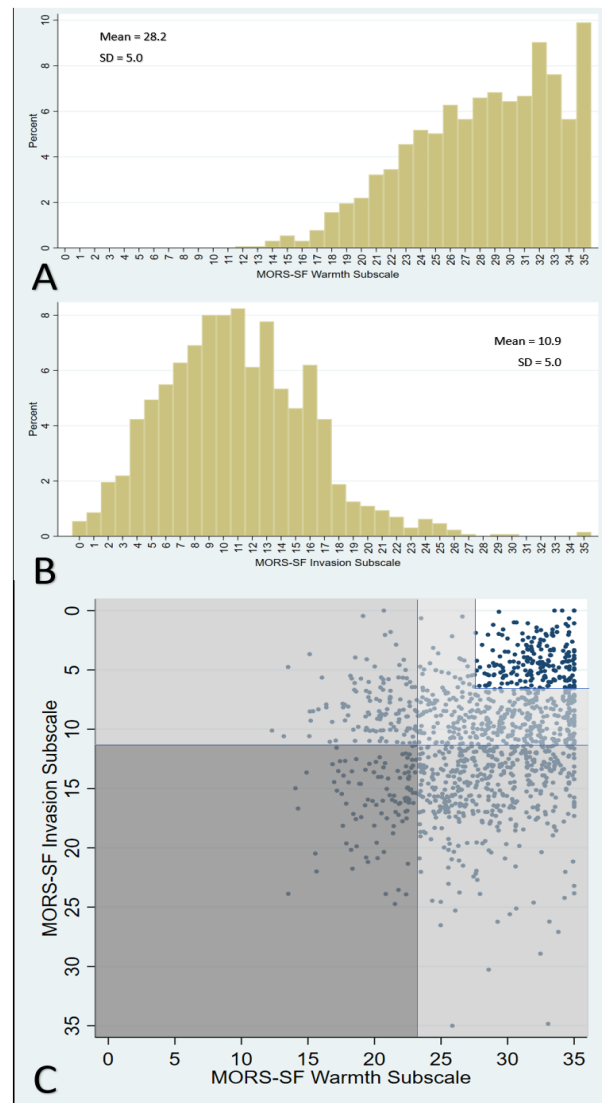 10
8
6
4
2
0
Percent
Mean = 28.2
SD = 5.0
0 1 2 3 4 5 6 7 8 9 10 11 12 13 14 15 16 17 18 19 20 21 22 23 24 25 26 27 28 29 30 31 32 33 34 35
MORS-SF Warmth Subscale
A
8
6
4
2
0
Percent
Mean = 10.9
SD = 5.0
0 1 2 3 4 5 6 7 8 9 10 11 12 13 14 15 16 17 18 19 20 21 22 23 24 25 26 27 28 29 30 31 32 33 34 35
MORS-SF Invasion Subscale
B
0
5
10
15
20
25
30
35
MORS-SF Invasion Subscale
0 5 10 15 20 25 30 35
MORS-SF Warmth Subscale
C